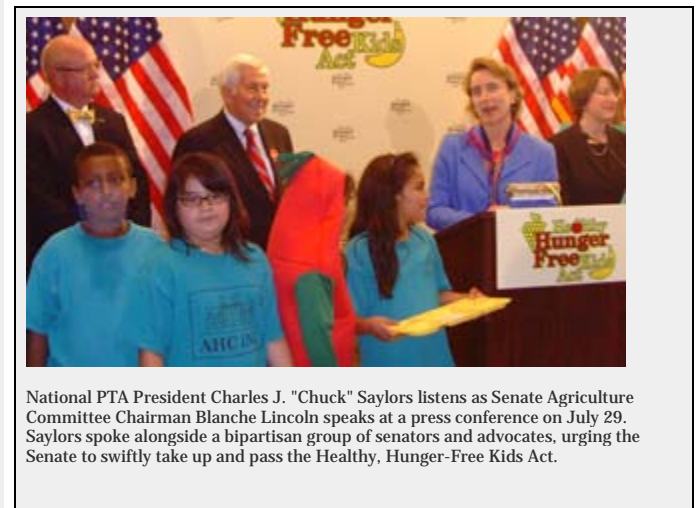 Hunger
Free Kids
Act
Healthy
Hunger
Free Kids
Act
AHC INC
National PTA President Charles J. "Chuck" Saylors listens as Senate Agriculture
Committee Chairman Blanche Lincoln speaks at a press conference on July 29.
Saylors spoke alongside a bipartisan group of senators and advocates, urging the
Senate to swiftly take up and pass the Healthy, Hunger-Free Kids Act.